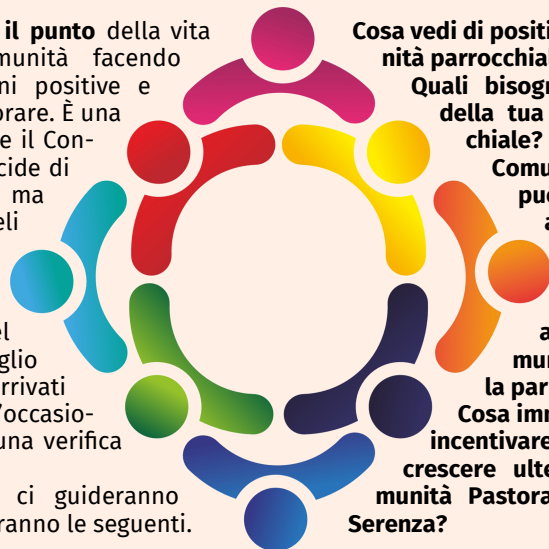 il punto della vita
munità facendo
ni positive e
orare. È una
e il Con-
cide di
ma
eli
el
glio
rrivati
l'occasio-
una verifica
ci guideranno
ranno le seguenti.
Cosa vedi di positi
nità parrocchial
Quali bisogn
della tua
chiale?
Comu
puo
a
a
mun
la par
Cosa imm
incentivare
crescere ulte
munità Pastora
Serenza?